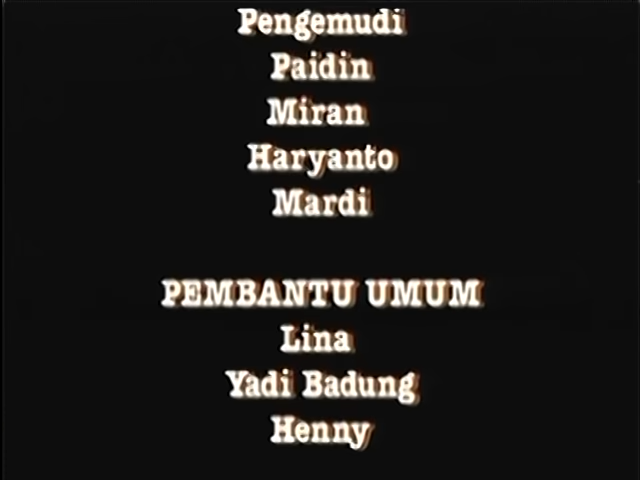 Pengemudi
Paidin
Miran
Haryanto
Mardi
PEMBANTU UMUM
Lina
Yadi Badung
Henny